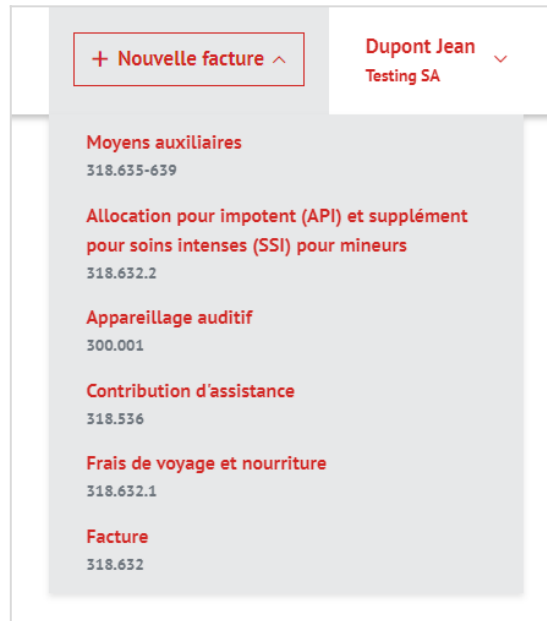 + Nouvelle facture
Dupont Jean
Testing SA
Moyens auxiliaires
318.635-639
Allocation pour impotent (API) et supplément
pour soins intenses (SSI) pour mineurs
318.632.2
Appareillage auditif
300.001
Contribution d'assistance
318.536
Frais de voyage et nourriture
318.632.1
Facture
318.632